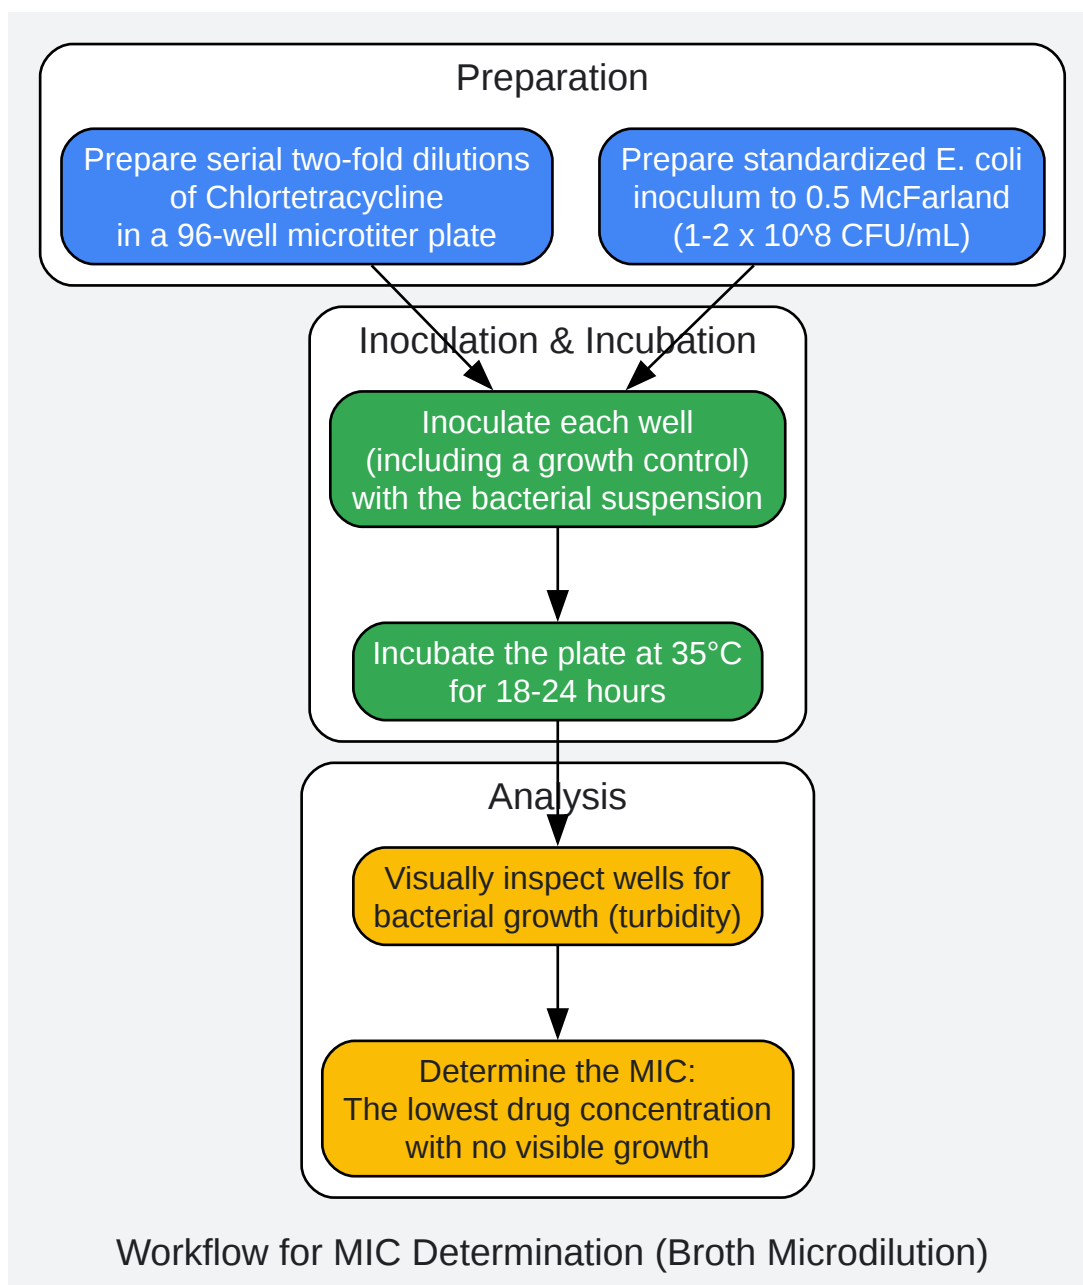 Preparation
Prepare serial two-fold dilutions
of Chlortetracycline
in a 96-well microtiter plate
Prepare standardized E. coli
inoculum to 0.5 McFarland
(1-2 x 10^8 CFU/mL)
Inoculation & Incubation
Inoculate each well
(including a growth control)
with the bacterial suspension
Incubate the plate at 35°C
for 18-24 hours
Analysis
Visually inspect wells for
bacterial growth (turbidity)
Determine the MIC:
The lowest drug concentration
with no visible growth
Workflow for MIC Determination (Broth Microdilution)